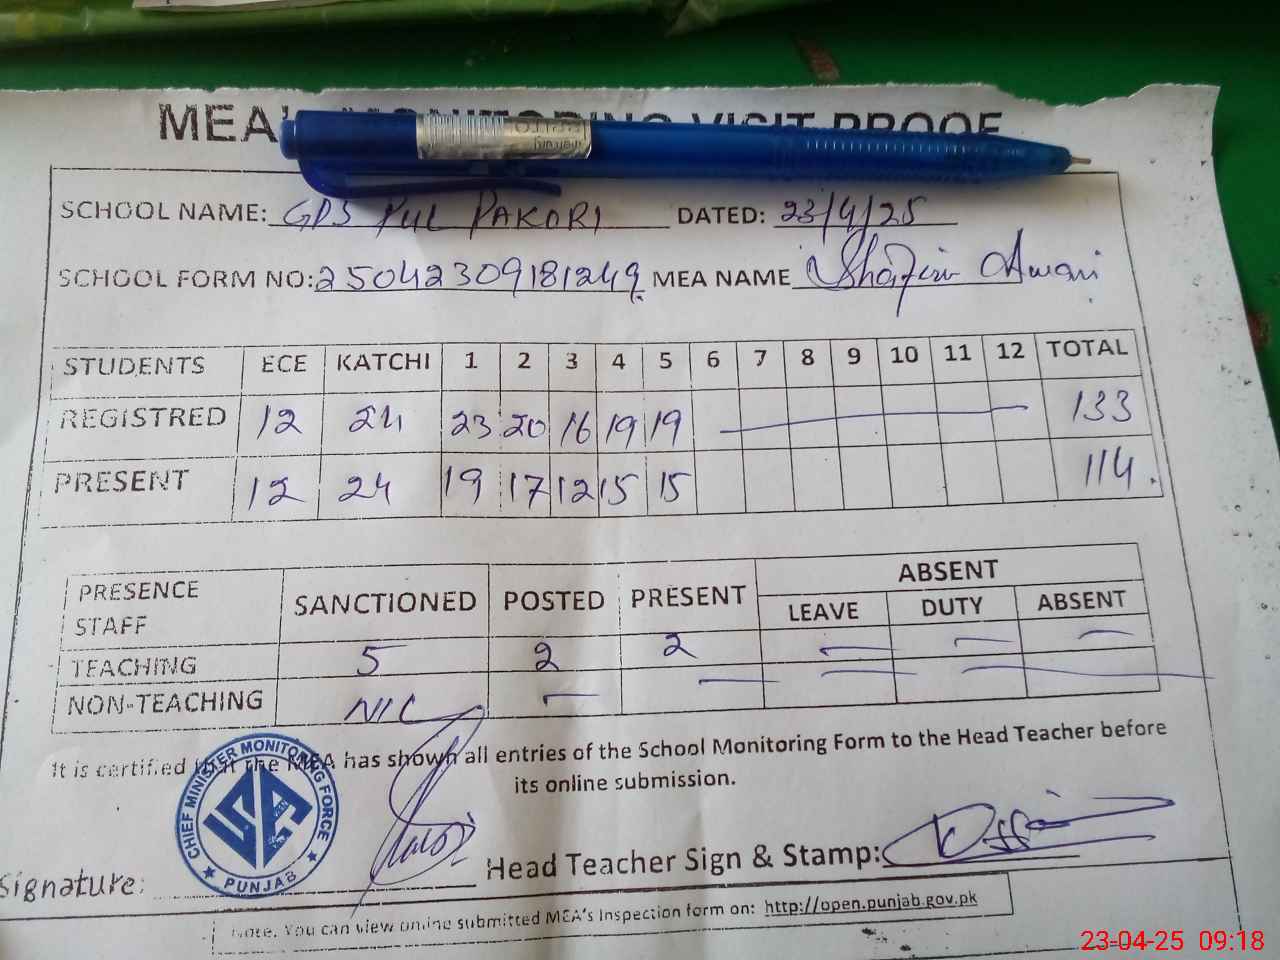 MEA's MONITORING VISIT PROOF
SCHOOL NAME: GPS PUL PAKORI DATED: 23/4/25
SCHOOL FORM NO: 25042309181249 MEA NAME Awan
STUDENTS ECE KATCHI 1 2 3 4 5 6 7 8 9 10 11 12 TOTAL
REGISTRED 12 24 23 20 16 19 19 133
PRESENT 12 24 19 17 12 15 15 114.
PRESENCE STAFF SANCTIONED POSTED PRESENT ABSENT
LEAVE DUTY ABSENT
TEACHING 5 2 2 — — —
NON-TEACHING NIL — — — —
It is certified that the MEA has shown all entries of the School Monitoring Form to the Head Teacher before
its online submission.
CHIEF MINISTER MONITORING FORCE
PUNJAB
Signature: Head Teacher Sign & Stamp:
Note. You can view online submitted MEA's Inspection form on: http://open.punjab.gov.pk
23-04-25 09:18